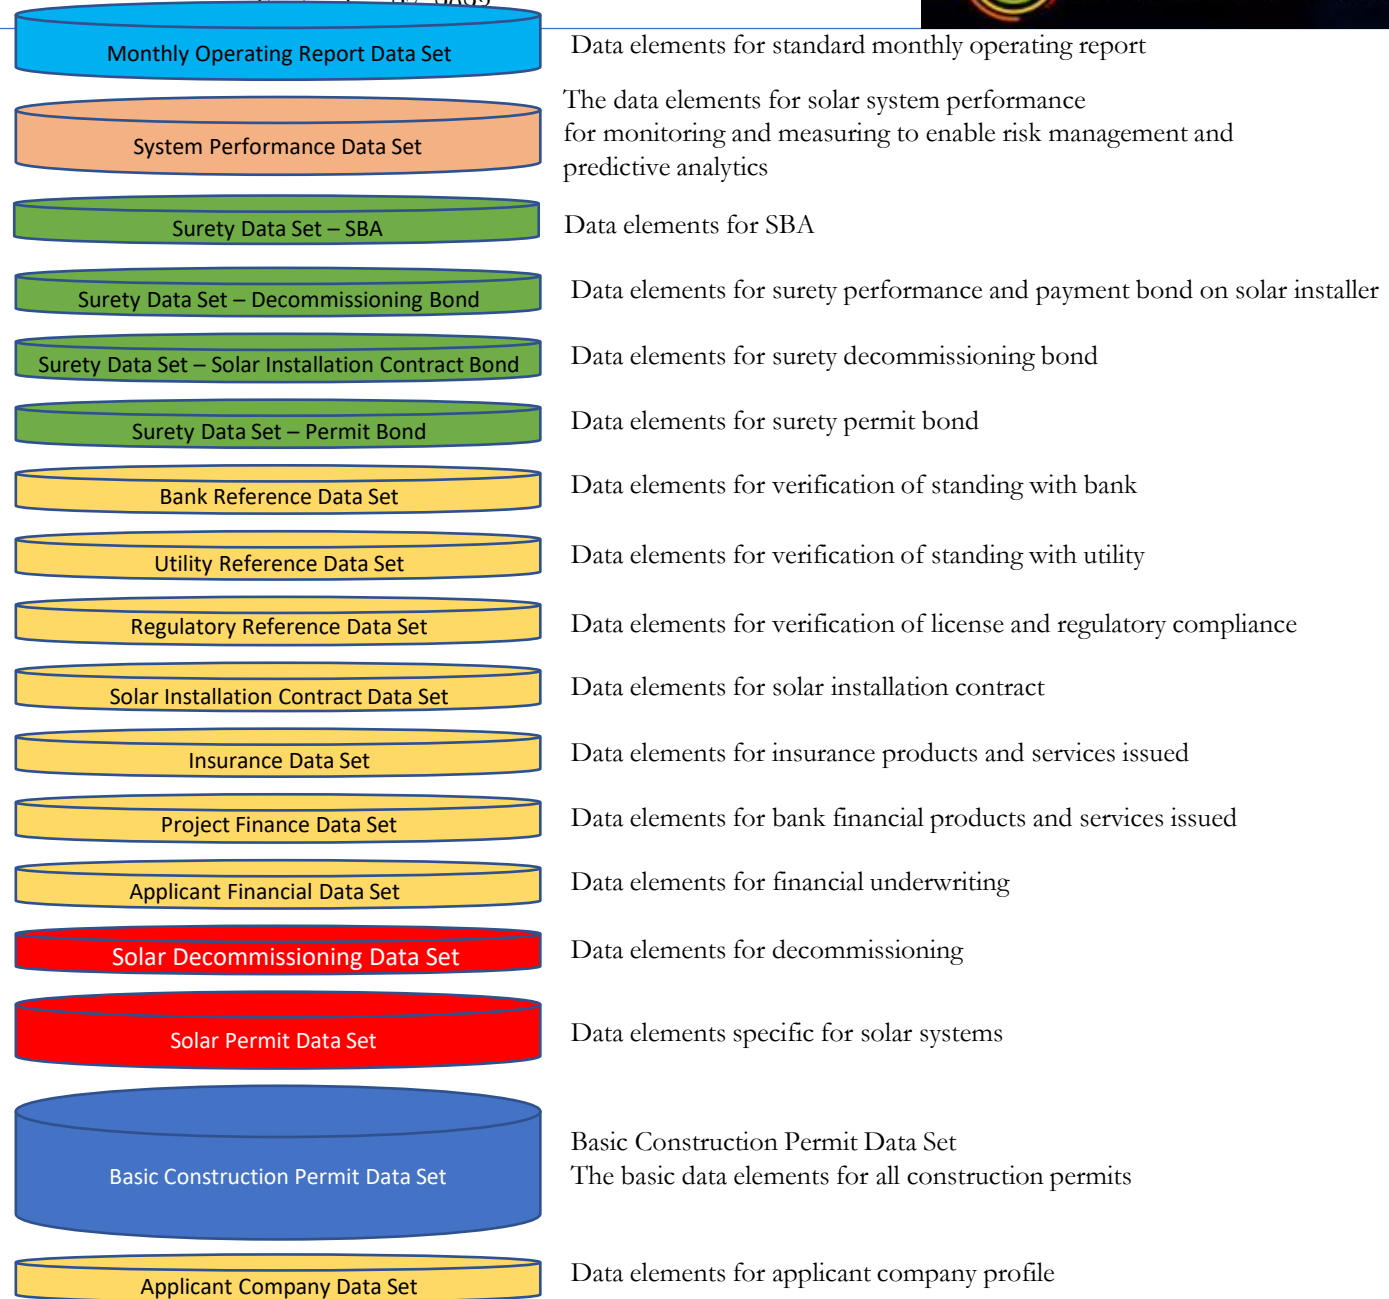 Monthly Operating Report Data Set
Data elements for standard monthly operating report
System Performance Data Set
The data elements for solar system performance
for monitoring and measuring to enable risk management and
predictive analytics
Surety Data Set – SBA
Data elements for SBA
Surety Data Set – Decommissioning Bond
Data elements for surety performance and payment bond on solar installer
Surety Data Set – Solar Installation Contract Bond
Data elements for surety decommissioning bond
Surety Data Set – Permit Bond
Data elements for surety permit bond
Bank Reference Data Set
Data elements for verification of standing with bank
Utility Reference Data Set
Data elements for verification of standing with utility
Regulatory Reference Data Set
Data elements for verification of license and regulatory compliance
Solar Installation Contract Data Set
Data elements for solar installation contract
Insurance Data Set
Data elements for insurance products and services issued
Project Finance Data Set
Data elements for bank financial products and services issued
Applicant Financial Data Set
Data elements for financial underwriting
Solar Decommissioning Data Set
Data elements for decommissioning
Solar Permit Data Set
Data elements specific for solar systems
Basic Construction Permit Data Set
Basic Construction Permit Data Set
The basic data elements for all construction permits
Applicant Company Data Set
Data elements for applicant company profile